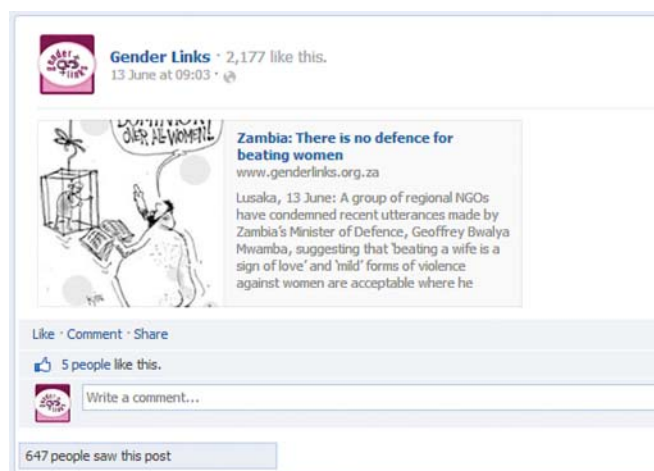 gender links
Gender Links · 2,177 like this.
13 June at 09:03 ·
OVER ALL WOMEN!
Zambia: There is no defence for
beating women
www.genderlinks.org.za
Lusaka, 13 June: A group of regional NGOs
have condemned recent utterances made by
Zambia's Minister of Defence, Geoffrey Bwalya
Mwamba, suggesting that 'beating a wife is a
sign of love' and 'mild' forms of violence
against women are acceptable where he
Like · Comment · Share
5 people like this.
Write a comment...
647 people saw this post